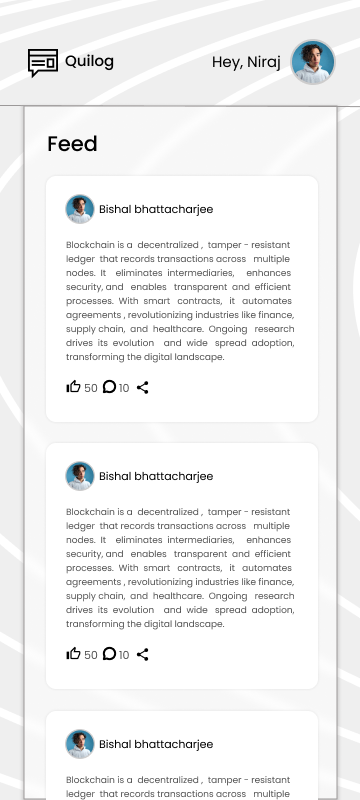 Quilog
Hey, Niraj
Feed
Bishal bhattacharjee
Blockchain is a decentralized , tamper - resistant
ledger that records transactions across multiple
nodes. It eliminates intermediaries, enhances
security, and enables transparent and efficient
processes. With smart contracts, it automates
agreements , revolutionizing industries like finance,
supply chain, and healthcare. Ongoing research
drives its evolution and wide spread adoption,
transforming the digital landscape.
50 10
Bishal bhattacharjee
Blockchain is a decentralized , tamper - resistant
ledger that records transactions across multiple
nodes. It eliminates intermediaries, enhances
security, and enables transparent and efficient
processes. With smart contracts, it automates
agreements , revolutionizing industries like finance,
supply chain, and healthcare. Ongoing research
drives its evolution and wide spread adoption,
transforming the digital landscape.
50 10
Bishal bhattacharjee
Blockchain is a decentralized , tamper - resistant
ledger that records transactions across multiple